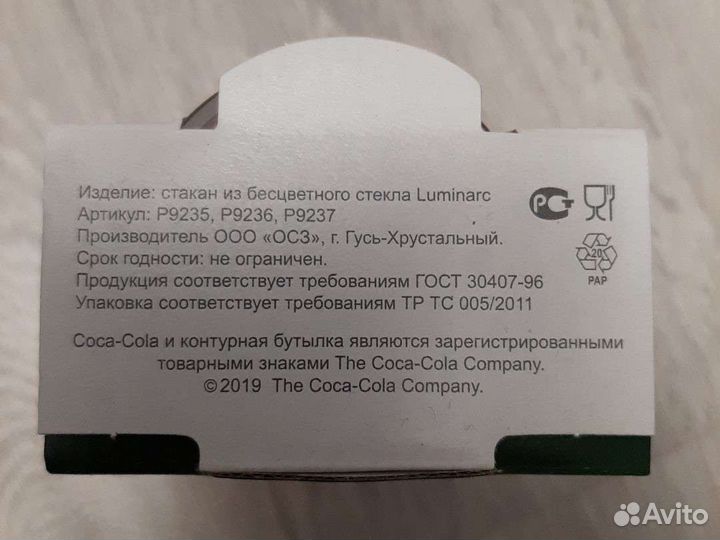 Изделие: стакан из бесцветного стекла Luminarc
Артикул: P9235, P9236, P9237
Производитель ООО «ОСЗ», г. Гусь-Хрустальный.
Срок годности: не ограничен.
Продукция соответствует требованиям ГОСТ 30407-96
Упаковка соответствует требованиям ТР ТС 005/2011
РСТ
20
PAP
Coca-Cola и контурная бутылка являются зарегистрированными
товарными знаками The Coca-Cola Company.
©2019 The Coca-Cola Company.
Avito